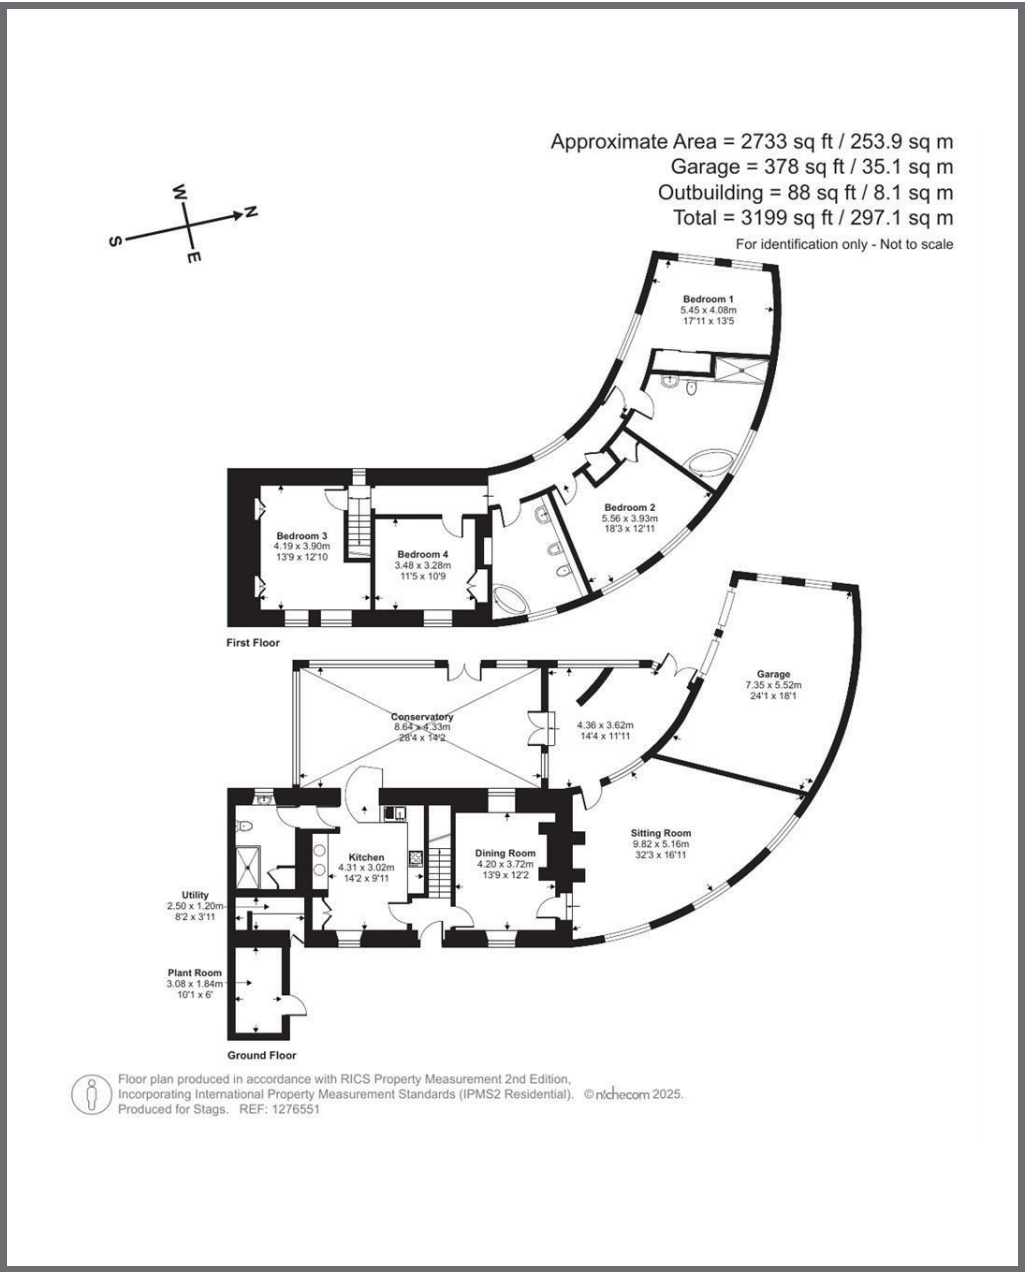 Approximate Area = 2733 sq ft / 253.9 sq m
Garage = 378 sq ft / 35.1 sq m
Outbuilding = 88 sq ft / 8.1 sq m
Total = 3199 sq ft / 297.1 sq m
For identification only - Not to scale
W
N
S
E
Bedroom 1
5.45 x 4.08m
17'11 x 13'5
Bedroom 2
5.56 x 3.93m
18'3 x 12'11
Bedroom 3
4.19 x 3.90m
13'9 x 12'10
Bedroom 4
3.48 x 3.28m
11'5 x 10'9
First Floor
Garage
7.35 x 5.52m
24'1 x 18'1
Conservatory
8.64 x 4.33m
28'4 x 14'2
4.36 x 3.62m
14'4 x 11'11
Sitting Room
9.82 x 5.16m
32'3 x 16'11
Kitchen
4.31 x 3.02m
14'2 x 9'11
Dining Room
4.20 x 3.72m
13'9 x 12'2
Utility
2.50 x 1.20m
8'2 x 3'11
Plant Room
3.08 x 1.84m
10'1 x 6'
Ground Floor
Floor plan produced in accordance with RICS Property Measurement 2nd Edition,
Incorporating International Property Measurement Standards (IPMS2 Residential). © nichecom 2025.
Produced for Stags. REF: 1276551